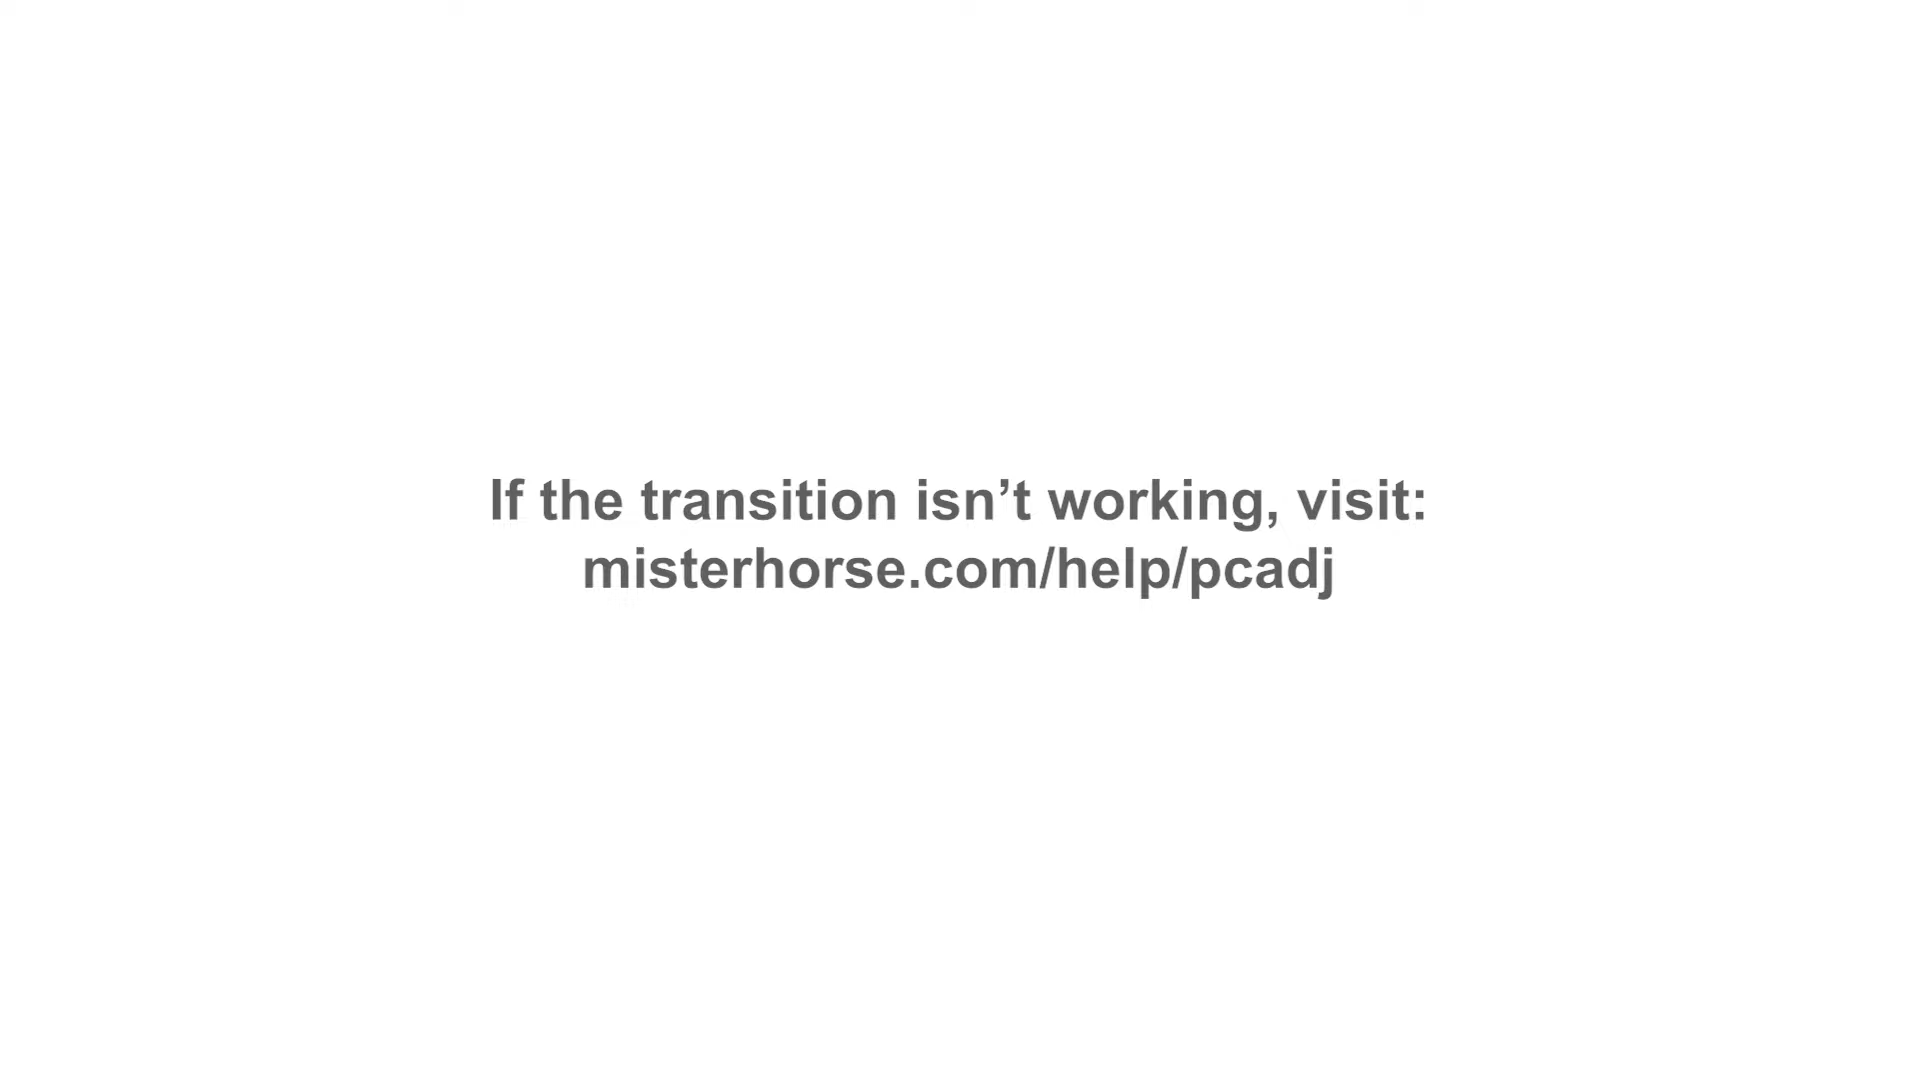 If the transition isn’t working, visit:
misterhorse.com/help/pcadj